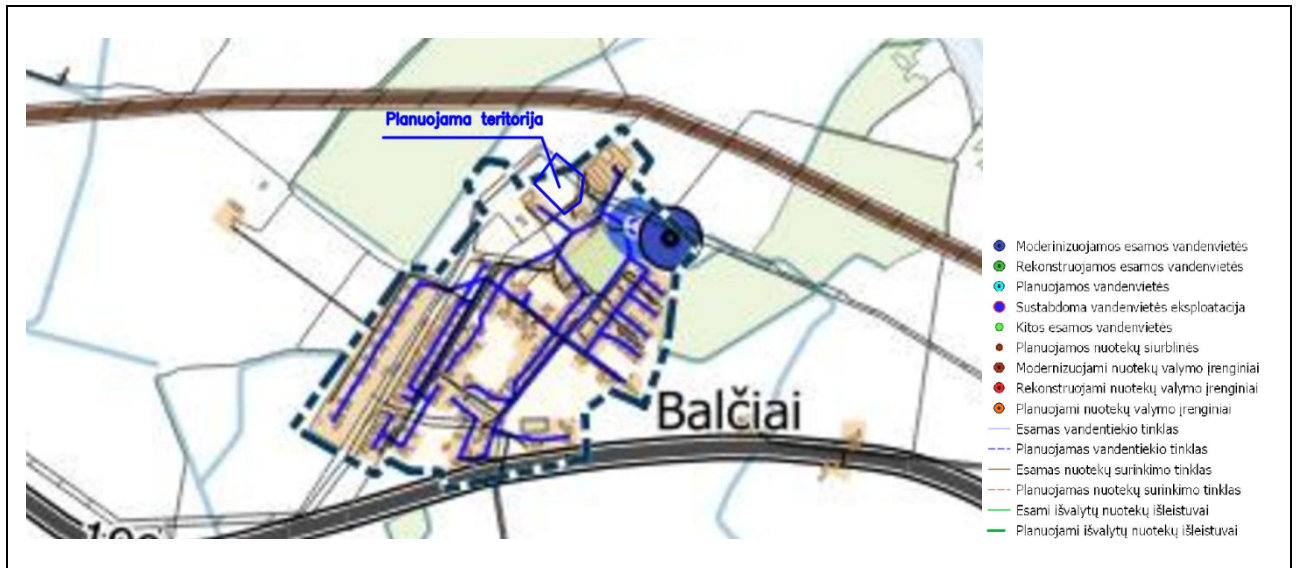 Planuojama teritorija
Balčiai
Moderinizuojamos esamos vandenvietės
Rekonstruojamos esamos vandenvietės
Planuojamos vandenvietės
Sustabdoma vandenvietės eksploatacija
Kitos esamos vandenvietės
Planuojamos nuotekų siurblinės
Modernizuojami nuotekų valymo įrenginiai
Rekonstruojami nuotekų valymo įrenginiai
Planuojami nuotekų valymo įrenginiai
Esamas vandentiekio tinklas
Planuojamas vandentiekio tinklas
Esamas nuotekų surinkimo tinklas
Planuojamas nuotekų surinkimo tinklas
Esami išvalytų nuotekų išleistuvai
Planuojami išvalytų nuotekų išleistuvai